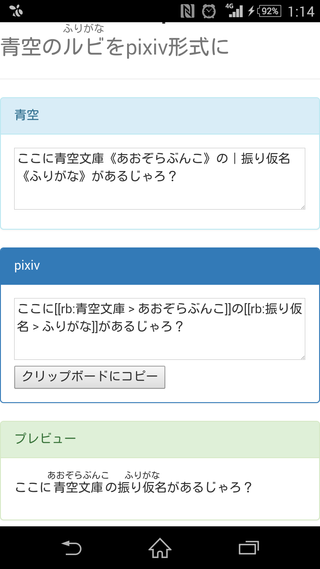 4G 92% 1:14
ふりがな
青空のルビをpixiv形式に
青空
ここに青空文庫《あおぞらぶんこ》の｜振り仮名
《ふりがな》があるじゃろ？
pixiv
ここに[[rb:青空文庫 > あおぞらぶんこ]]の[[rb:振り仮
名 > ふりがな]]があるじゃろ？
クリップボードにコピー
プレビュー
あおぞらぶんこ ふりがな
ここに青空文庫の振り仮名があるじゃろ？